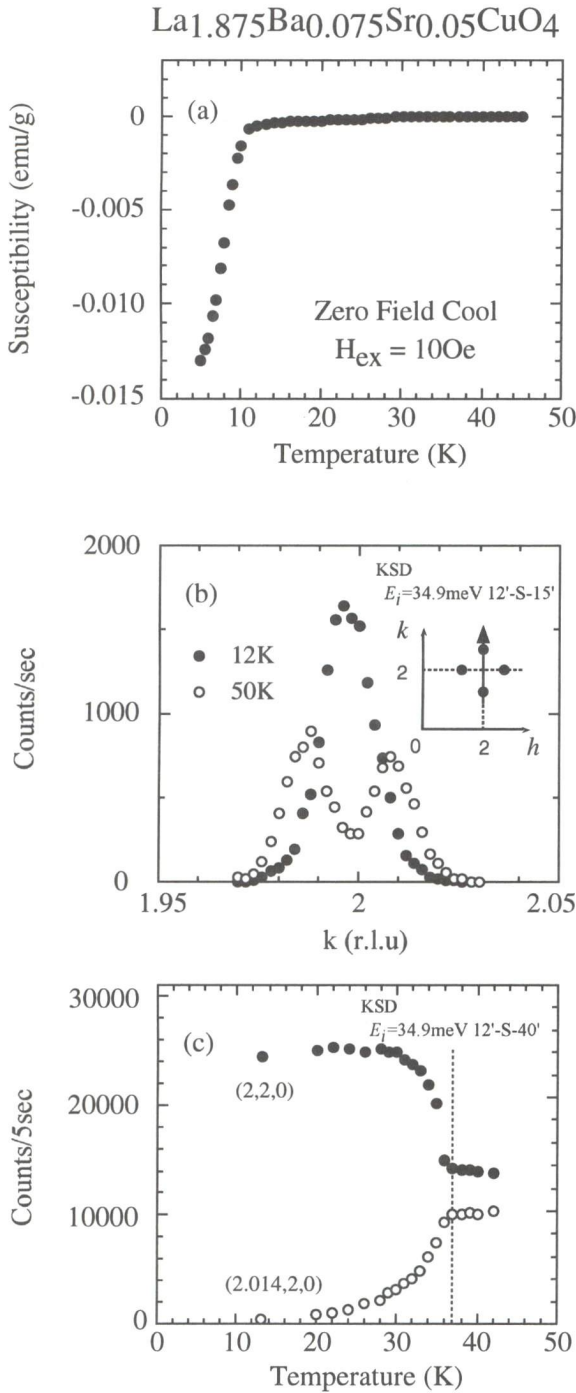 La1.875Ba0.075Sr0.05CuO4
(a)
Susceptibility (emu/g)
0
-0.005
-0.010
-0.015
Zero Field Cool
Hex = 10Oe
0 10 20 30 40 50
Temperature (K)
(b)
Counts/sec
2000
1000
0
KSD
Ei=34.9meV 12'-S-15'
12K
50K
k
2
0 2 h
1.95 2 2.05
k (r.l.u)
(c)
Counts/5sec
30000
20000
10000
0
KSD
Ei=34.9meV 12'-S-40'
(2,2,0)
(2.014,2,0)
0 10 20 30 40 50
Temperature (K)